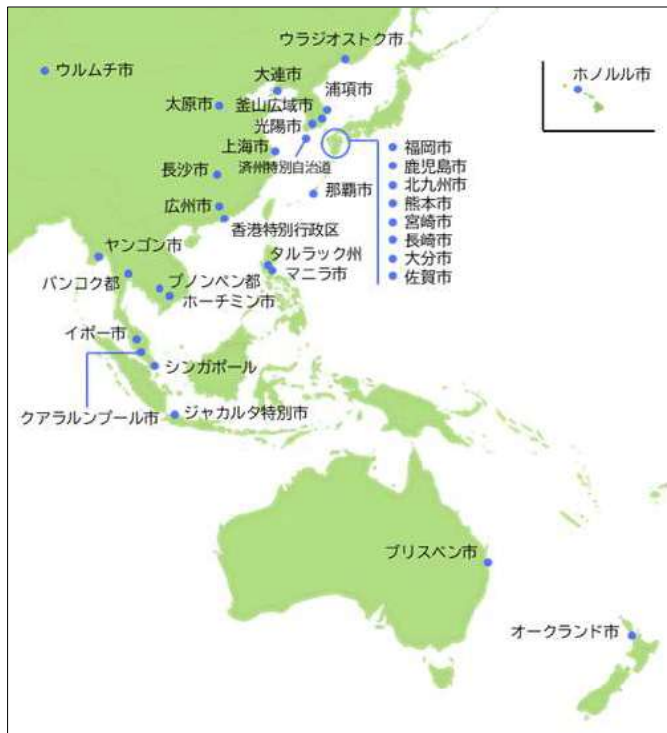 ウラジオストク市
ホノルル市
ウルムチ市
大連市
浦項市
太原市
釜山広域市
光陽市
上海市
済州特別自治道
福岡市
鹿児島市
北九州市
熊本市
宮崎市
長崎市
大分市
佐賀市
長沙市
那覇市
広州市
香港特別行政区
ヤンゴン市
タルラック州
マニラ市
バンコク都
プノンペン都
ホーチミン市
イポー市
シンガポール
クアラルンプール市
ジャカルタ特別市
ブリスベン市
オークランド市